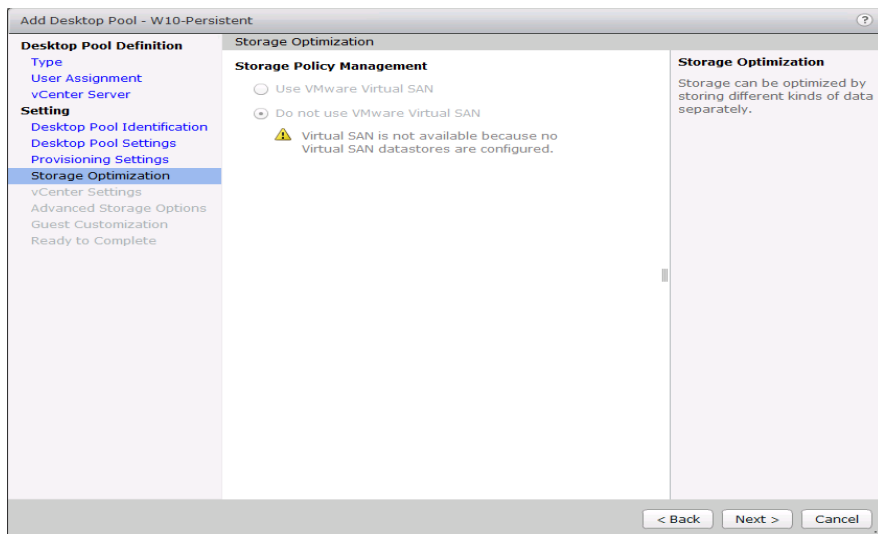 Add Desktop Pool - W10-Persistent
?
Desktop Pool Definition
Type
User Assignment
vCenter Server
Setting
Desktop Pool Identification
Desktop Pool Settings
Provisioning Settings
Storage Optimization
vCenter Settings
Advanced Storage Options
Guest Customization
Ready to Complete
Storage Optimization
Storage Policy Management
Use VMware Virtual SAN
Do not use VMware Virtual SAN
Virtual SAN is not available because no
Virtual SAN datastores are configured.
Storage Optimization
Storage can be optimized by
storing different kinds of data
separately.
< Back
Next >
Cancel